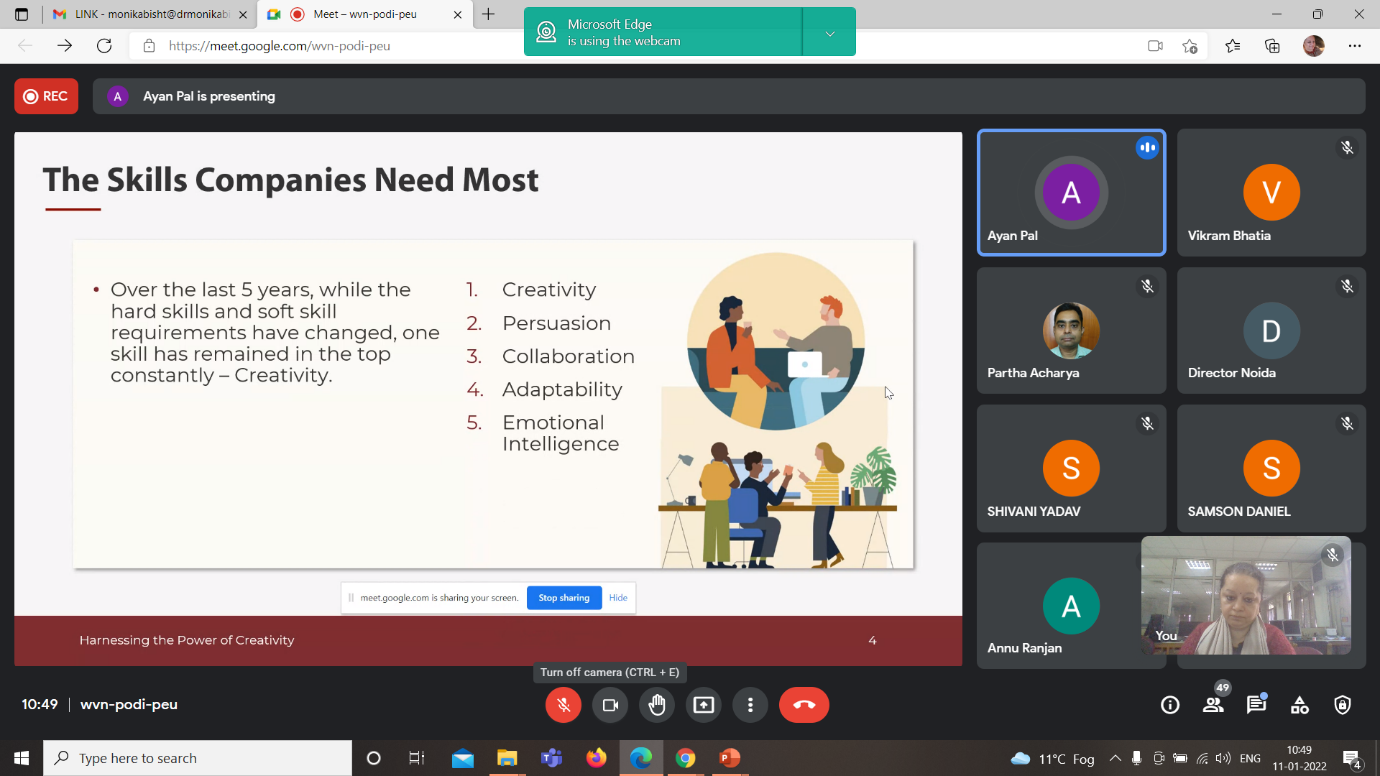 LINK - monikabisht@drmonikabi
Meet – wvn-podi-peu
Microsoft Edge
is using the webcam
https://meet.google.com/wvn-podi-peu
REC
A
Ayan Pal is presenting
The Skills Companies Need Most
• Over the last 5 years, while the
hard skills and soft skill
requirements have changed, one
skill has remained in the top
constantly – Creativity.
1. Creativity
2. Persuasion
3. Collaboration
4. Adaptability
5. Emotional
Intelligence
meet.google.com is sharing your screen.
Stop sharing
Hide
Harnessing the Power of Creativity
4
A
Ayan Pal
V
Vikram Bhatia
Partha Acharya
D
Director Noida
S
SHIVANI YADAV
S
SAMSON DANIEL
A
Annu Ranjan
You
Turn off camera (CTRL + E)
10:49 | wvn-podi-peu
49
Type here to search
11°C Fog
ENG
10:49
11-01-2022
4